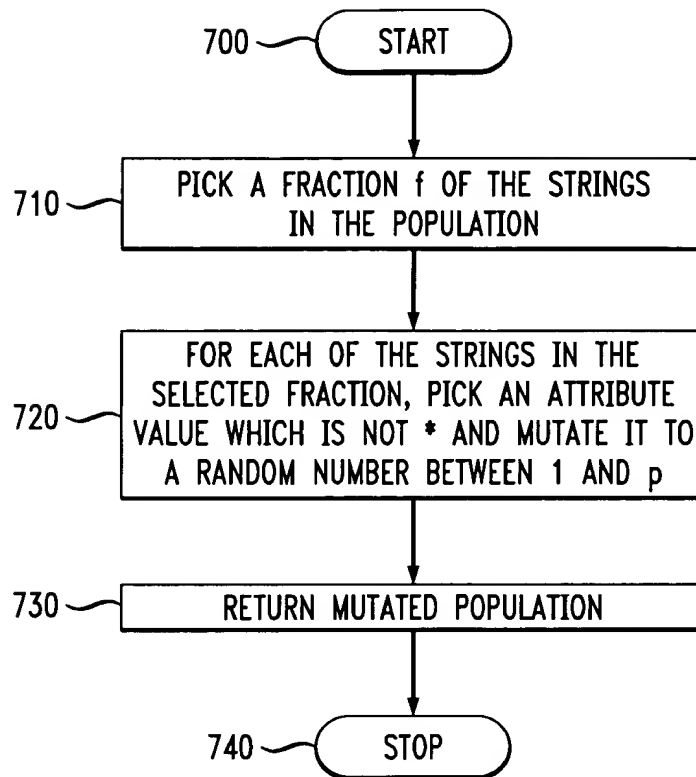 700 START
710 PICK A FRACTION f OF THE STRINGS
IN THE POPULATION
FOR EACH OF THE STRINGS IN THE
SELECTED FRACTION, PICK AN ATTRIBUTE
720 VALUE WHICH IS NOT * AND MUTATE IT TO
A RANDOM NUMBER BETWEEN 1 AND p
730 RETURN MUTATED POPULATION
740 STOP